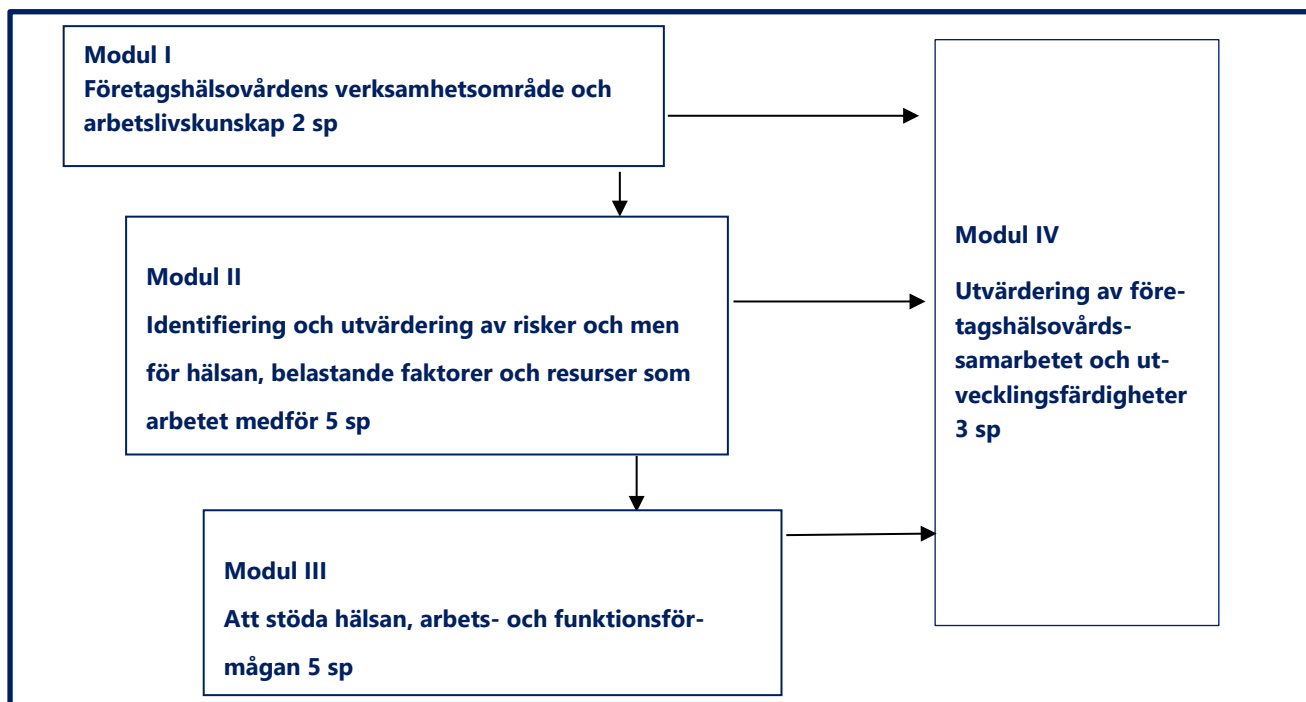 Modul I
Företagshälsovårdens verksamhetsområde och
arbetslivskunskap 2 sp
Modul II
Identifiering och utvärdering av risker och men
för hälsan, belastande faktorer och resurser som
arbetet medför 5 sp
Modul III
Att stöda hälsan, arbets- och funktionsför-
mågan 5 sp
Modul IV
Utvärdering av före-
tagshälsovårds-
samarbetet och ut-
vecklingsfärdigheter
3 sp